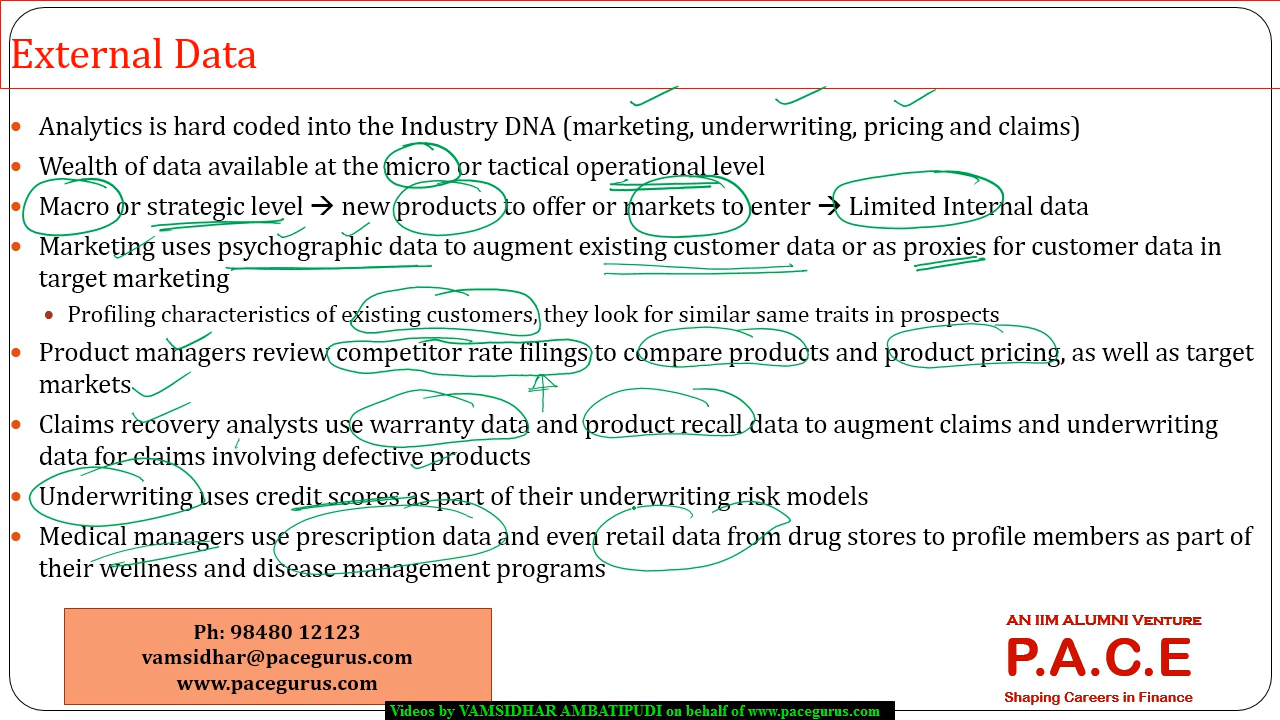 External Data
• Analytics is hard coded into the Industry DNA (marketing, underwriting, pricing and claims)
• Wealth of data available at the micro or tactical operational level
• Macro or strategic level → new products to offer or markets to enter → Limited Internal data
• Marketing uses psychographic data to augment existing customer data or as proxies for customer data in
target marketing
• Profiling characteristics of existing customers, they look for similar same traits in prospects
• Product managers review competitor rate filings to compare products and product pricing, as well as target
markets
• Claims recovery analysts use warranty data and product recall data to augment claims and underwriting
data for claims involving defective products
• Underwriting uses credit scores as part of their underwriting risk models
• Medical managers use prescription data and even retail data from drug stores to profile members as part of
their wellness and disease management programs
Ph: 98480 12123
vamsidhar@pacegurus.com
www.pacegurus.com
AN IIM ALUMNI VENTURE
P.A.C.E
Shaping Careers in Finance
Videos by VAMSIDHAR AMBATIPUDI on behalf of www.pacegurus.com